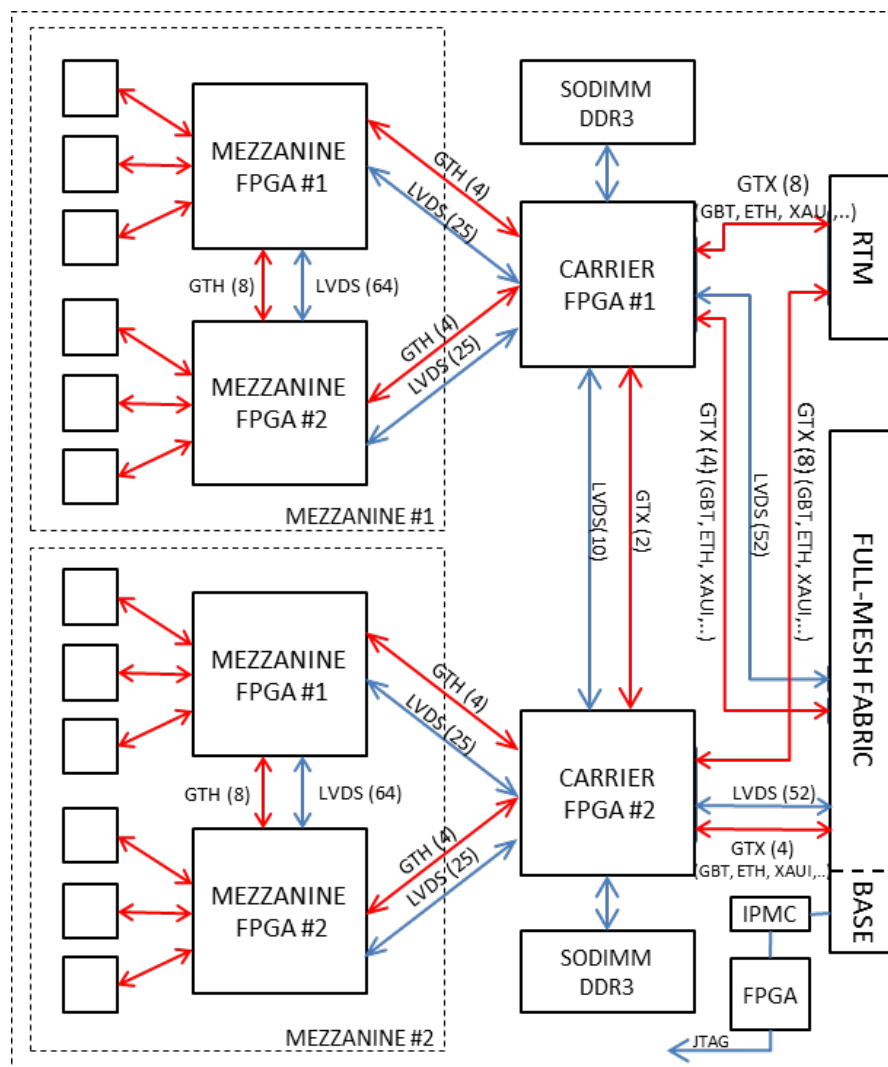 MEZZANINE
FPGA #1
GTH (8)
LVDS (64)
MEZZANINE
FPGA #2
MEZZANINE #1
GTH (4)
LVDS (25)
GTH (4)
LVDS (25)
SODIMM
DDR3
CARRIER
FPGA #1
GTX (8)
(GBT, ETH, XAUI,..)
RTM
LVDS(10)
GTX (2)
GTX (4) (GBT, ETH, XAUI,...)
LVDS (52)
GTX (8) (GBT, ETH, XAUI,...)
FULL-MESH FABRIC
BASE
MEZZANINE
FPGA #1
GTH (8)
LVDS (64)
MEZZANINE
FPGA #2
MEZZANINE #2
GTH (4)
LVDS (25)
GTH (4)
LVDS (25)
CARRIER
FPGA #2
LVDS (52)
GTX (4)
(GBT, ETH, XAUI,..)
SODIMM
DDR3
IPMC
FPGA
JTAG